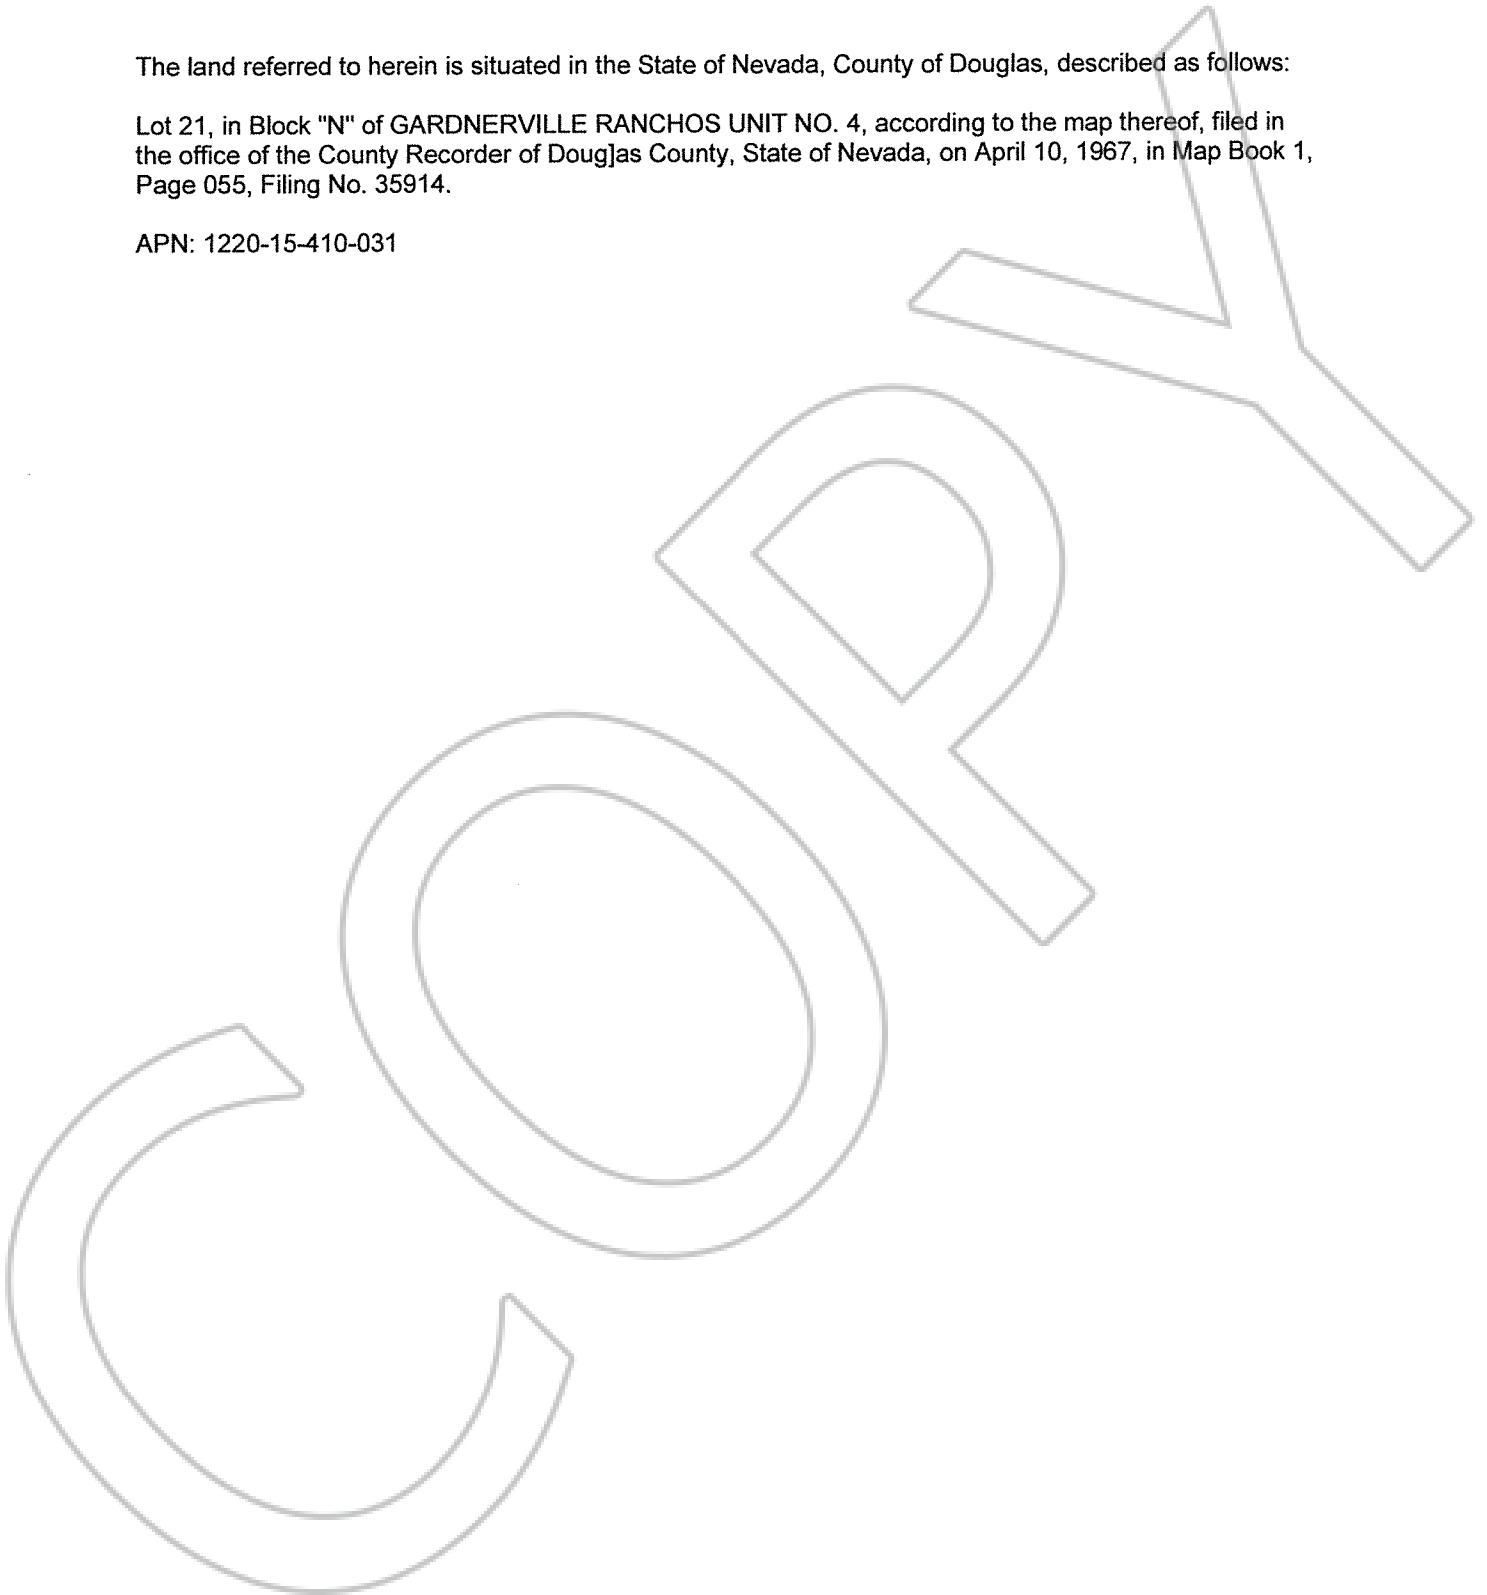 The land referred to herein is situated in the State of Nevada, County of Douglas, described as follows:
Lot 21, in Block "N" of GARDNERVILLE RANCHOS UNIT NO. 4, according to the map thereof, filed in
the office of the County Recorder of Doug]as County, State of Nevada, on April 10, 1967, in Map Book 1,
Page 055, Filing No. 35914.
APN: 1220-15-410-031
COPY